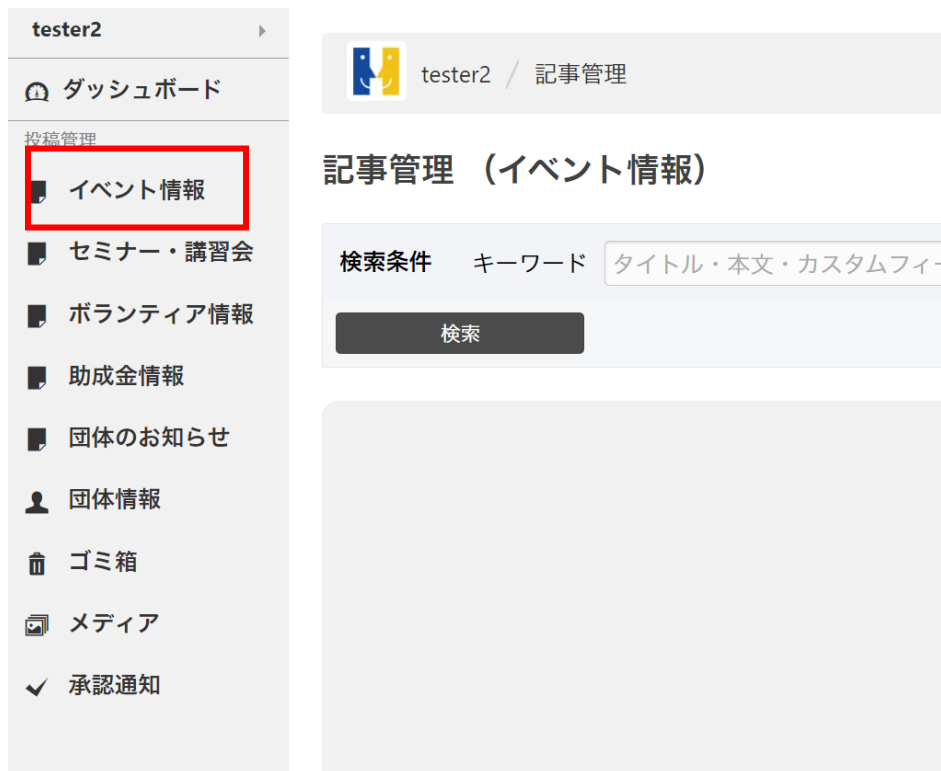 tester2
ダッシュボード
投稿管理
イベント情報
セミナー・講習会
ボランティア情報
助成金情報
団体のお知らせ
団体情報
ゴミ箱
メディア
承認通知
tester2 / 記事管理
記事管理 （イベント情報）
検索条件 キーワード タイトル・本文・カスタムフィー
検索